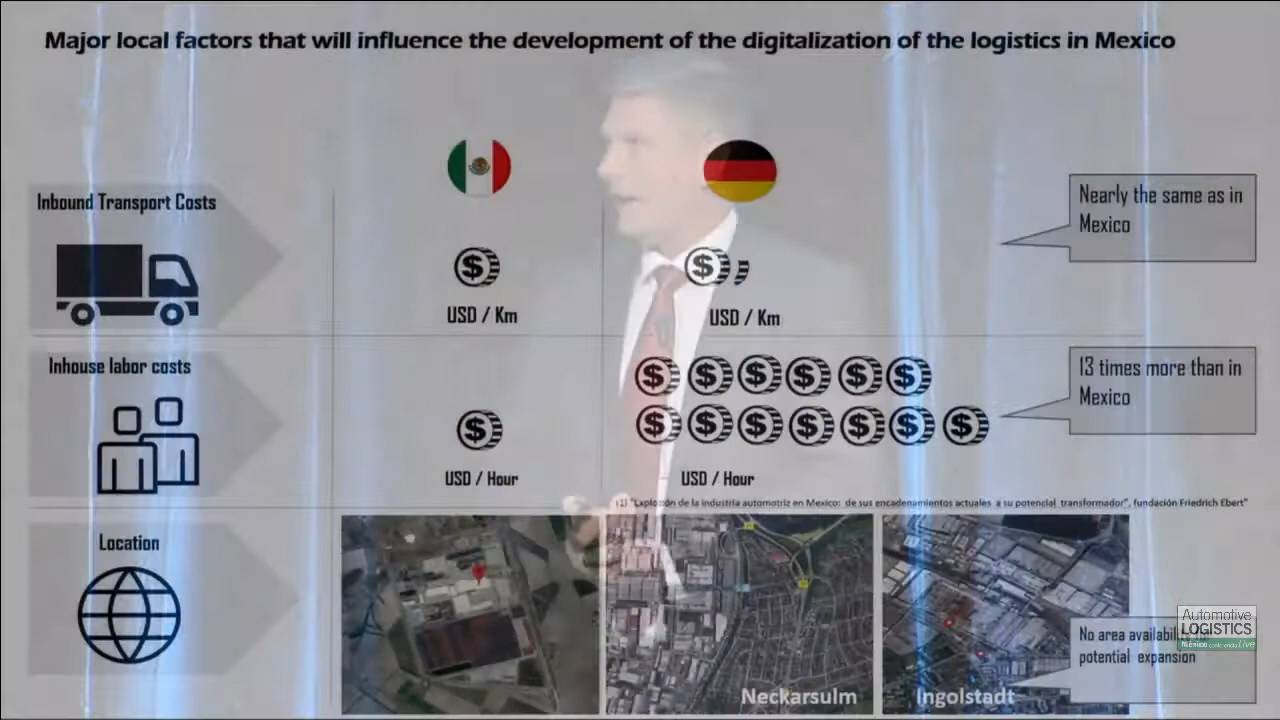 Major local factors that will influence the development of the digitalization of the logistics in Mexico
Inbound Transport Costs
USD / Km
USD / Km
Nearly the same as in
Mexico
Inhouse labor costs
USD / Hour
USD / Hour
13 times more than in
Mexico
(1) "Explosión de la industria automotriz en Mexico: de sus encadenamientos actuales a su potencial transformador", fundación Friedrich Ebert"
Location
Neckarsulm
Ingolstadt
No area
potential expansion
Automotive
LOGISTICS
México conferencia Live